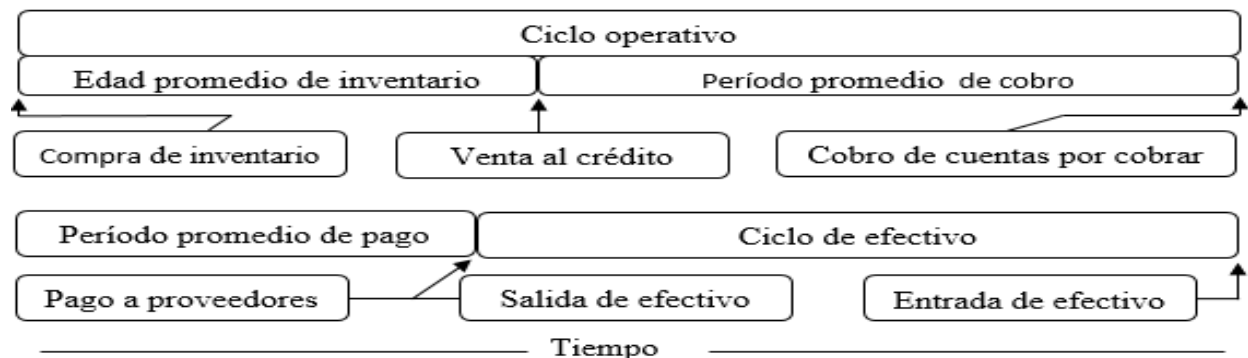 Ciclo operativo
Edad promedio de inventario Período promedio de cobro
Compra de inventario Venta al crédito Cobro de cuentas por cobrar
Período promedio de pago Ciclo de efectivo
Pago a proveedores Salida de efectivo Entrada de efectivo
Tiempo